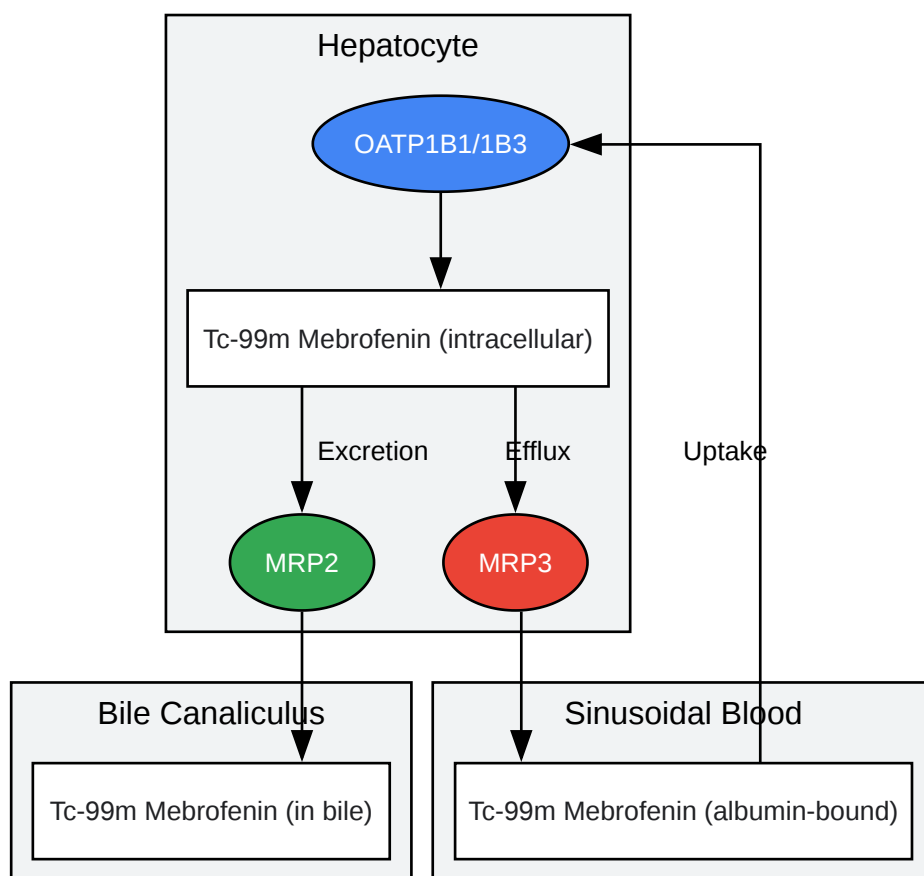 Hepatocyte
OATP1B1/1B3
Tc-99m Mebrofenin (intracellular)
Excretion
Efflux
Uptake
MRP2
MRP3
Bile Canaliculus
Sinusoidal Blood
Tc-99m Mebrofenin (in bile)
Tc-99m Mebrofenin (albumin-bound)